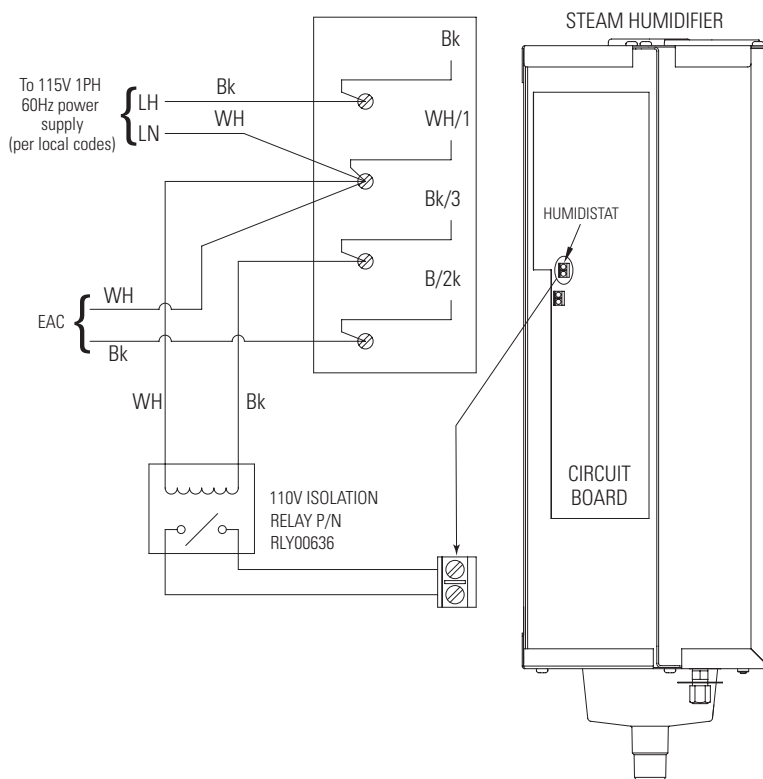 STEAM HUMIDIFIER
Bk
To 115V 1PH
60Hz power
supply
(per local codes)
LH
LN
Bk
WH
WH/1
Bk/3
B/2k
HUMIDISTAT
EAC
WH
Bk
WH
Bk
CIRCUIT
BOARD
110V ISOLATION
RELAY P/N
RLY00636